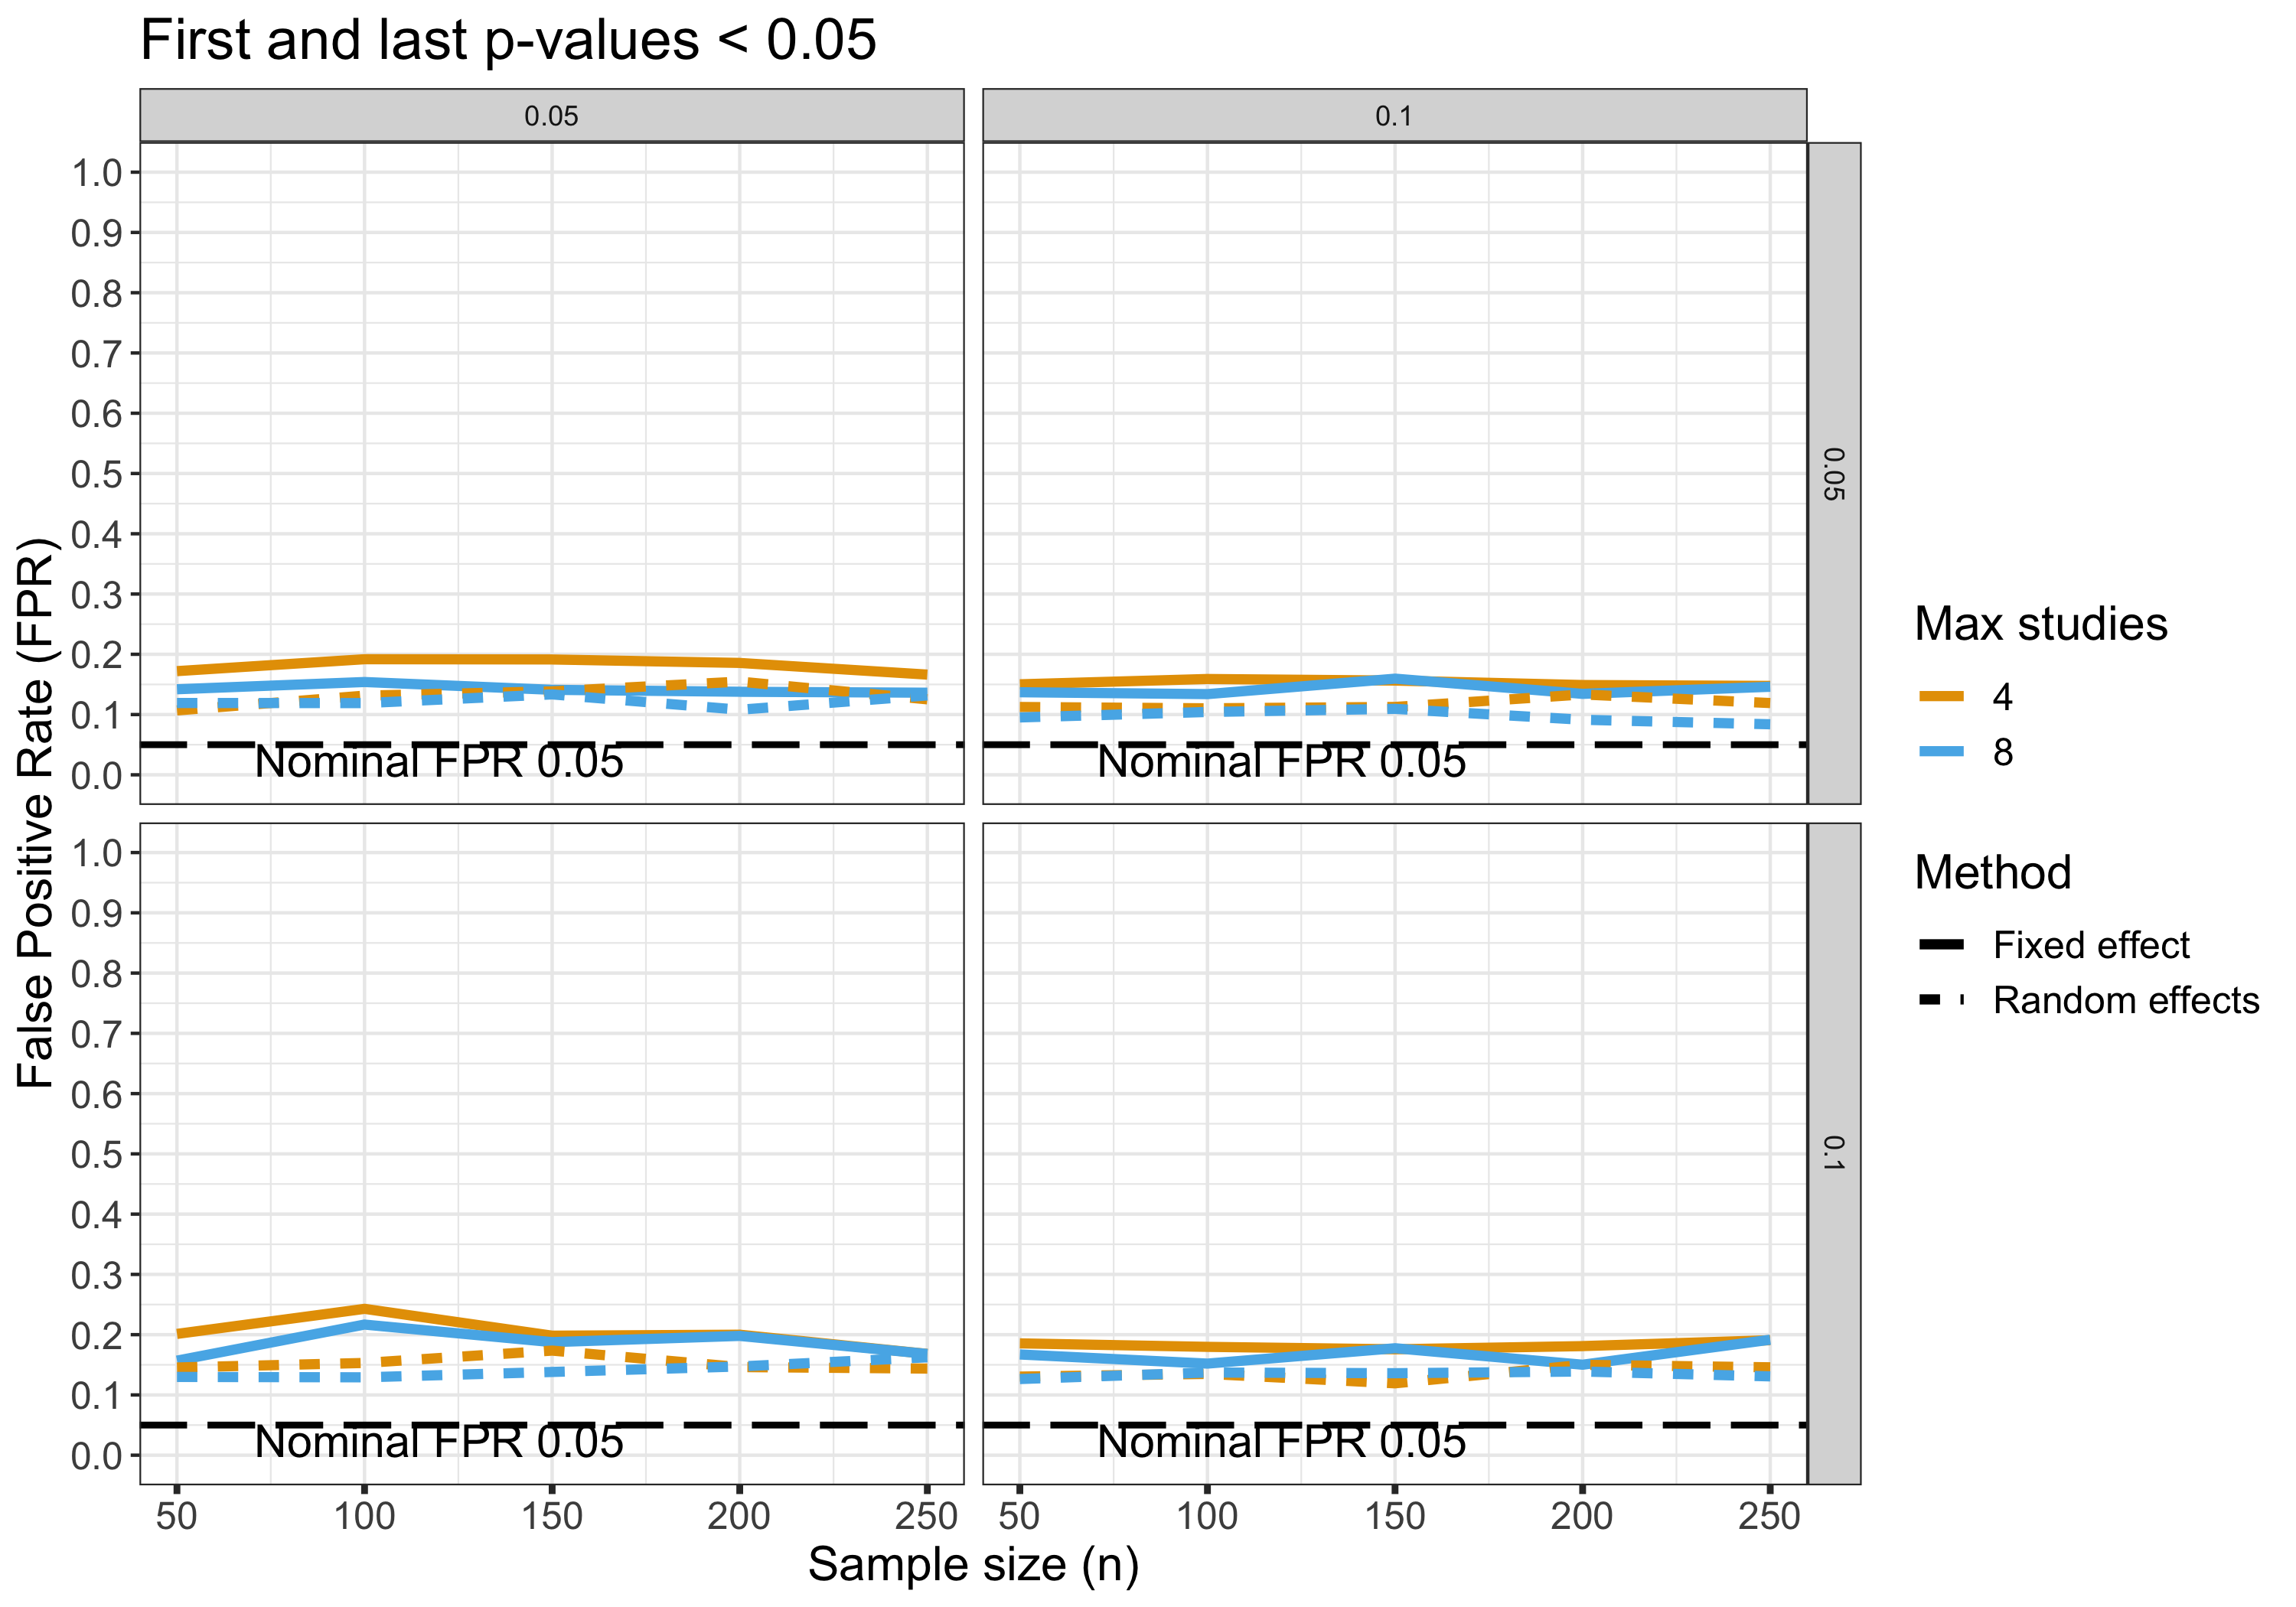 First and last p-values < 0.05
0.05
0.1
1.0
0.9
0.8
0.7
0.6
0.5
0.4
0.3
0.2
0.1
0.0
Nominal FPR 0.05
Nominal FPR 0.05
0.05
1.0
0.9
0.8
0.7
0.6
0.5
0.4
0.3
0.2
0.1
0.0
Nominal FPR 0.05
Nominal FPR 0.05
0.1
False Positive Rate (FPR)
50 100 150 200 250
50 100 150 200 250
Sample size (n)
Max studies
4
8
Method
Fixed effect
Random effects